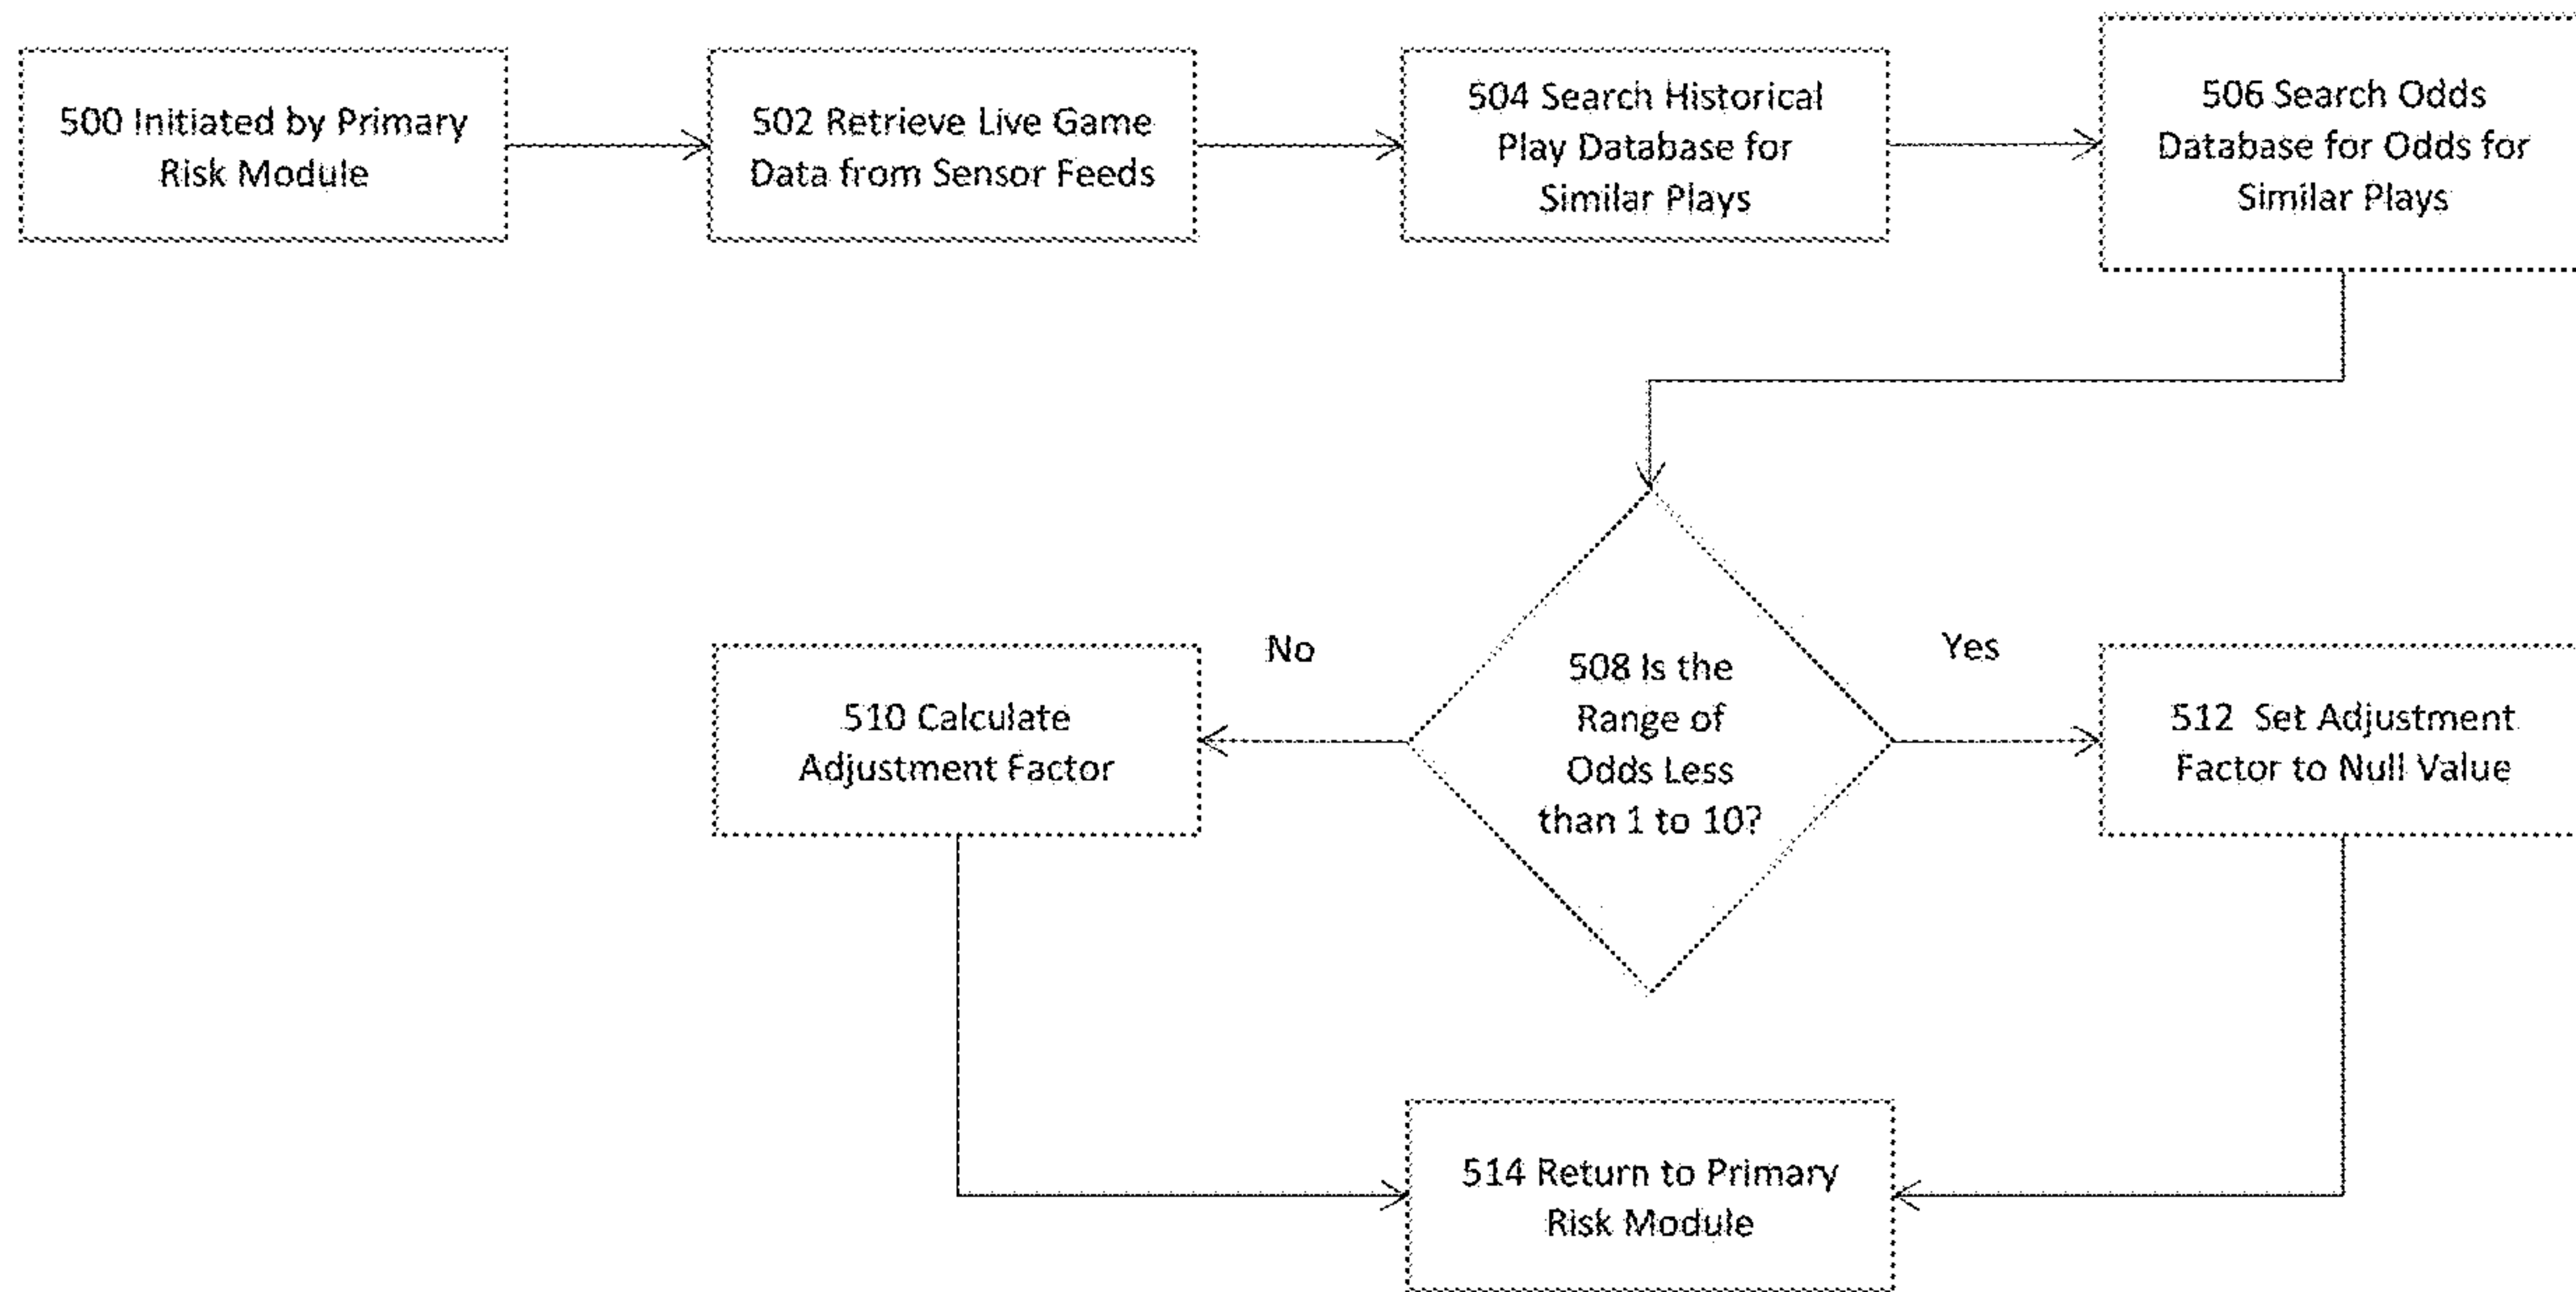 500 Initiated by Primary
Risk Module
502 Retrieve Live Game
Data from Sensor Feeds
504 Search Historical
Play Database for
Similar Plays
506 Search Odds
Database for Odds for
Similar Plays
508 Is the
Range of
Odds Less
than 1 to 10?
No
Yes
510 Calculate
Adjustment Factor
512 Set Adjustment
Factor to Null Value
514 Return to Primary
Risk Module